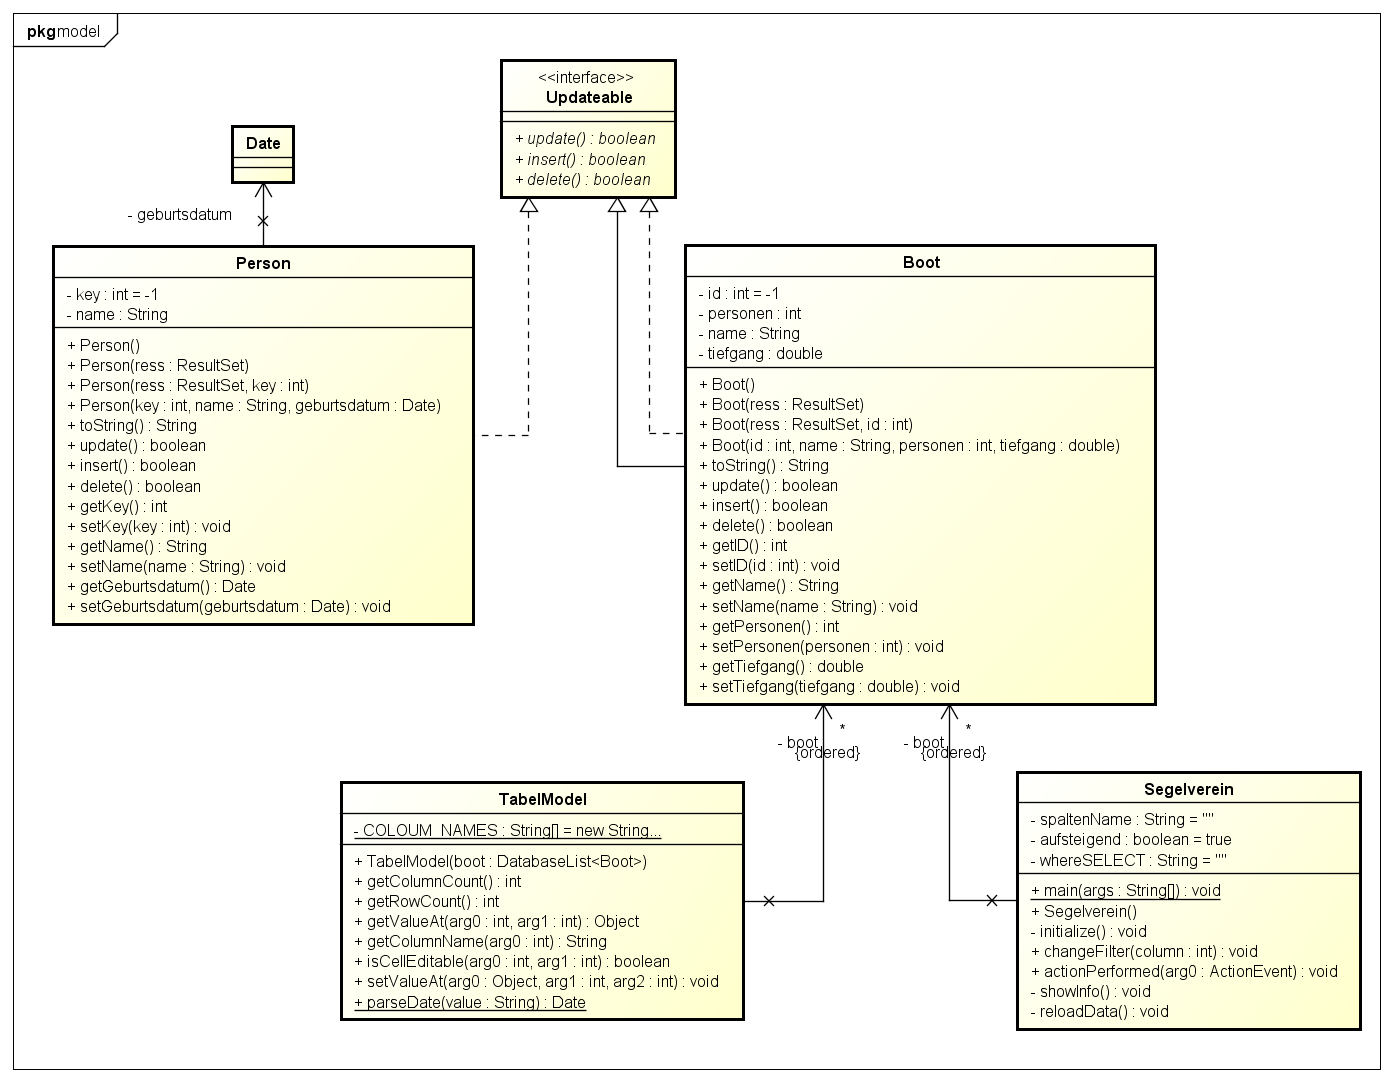 pkg model
<<interface>>
Updateable
+ update() : boolean
+ insert() : boolean
+ delete() : boolean
Date
- geburtsdatum
Person
- key : int = -1
- name : String
+ Person()
+ Person(ress : ResultSet)
+ Person(ress : ResultSet, key : int)
+ Person(key : int, name : String, geburtsdatum : Date)
+ toString() : String
+ update() : boolean
+ insert() : boolean
+ delete() : boolean
+ getKey() : int
+ setKey(key : int) : void
+ getName() : String
+ setName(name : String) : void
+ getGeburtsdatum() : Date
+ setGeburtsdatum(geburtsdatum : Date) : void
Boot
- id : int = -1
- personen : int
- name : String
- tiefgang : double
+ Boot()
+ Boot(ress : ResultSet)
+ Boot(ress : ResultSet, id : int)
+ Boot(id : int, name : String, personen : int, tiefgang : double)
+ toString() : String
+ update() : boolean
+ insert() : boolean
+ delete() : boolean
+ getID() : int
+ setID(id : int) : void
+ getName() : String
+ setName(name : String) : void
+ getPersonen() : int
+ setPersonen(personen : int) : void
+ getTiefgang() : double
+ setTiefgang(tiefgang : double) : void
*
- boot
{ordered}
*
- boot
{ordered}
TabelModel
- COLOUM_NAMES : String[] = new String...
+ TabelModel(boot : DatabaseList<Boot>)
+ getColumnCount() : int
+ getRowCount() : int
+ getValueAt(arg0 : int, arg1 : int) : Object
+ getColumnName(arg0 : int) : String
+ isCellEditable(arg0 : int, arg1 : int) : boolean
+ setValueAt(arg0 : Object, arg1 : int, arg2 : int) : void
+ parseDate(value : String) : Date
Segelverein
- spaltenName : String = ""
- aufsteigend : boolean = true
- whereSELECT : String = ""
+ main(args : String[]) : void
+ Segelverein()
- initialize() : void
+ changeFilter(column : int) : void
+ actionPerformed(arg0 : ActionEvent) : void
- showInfo() : void
- reloadData() : void